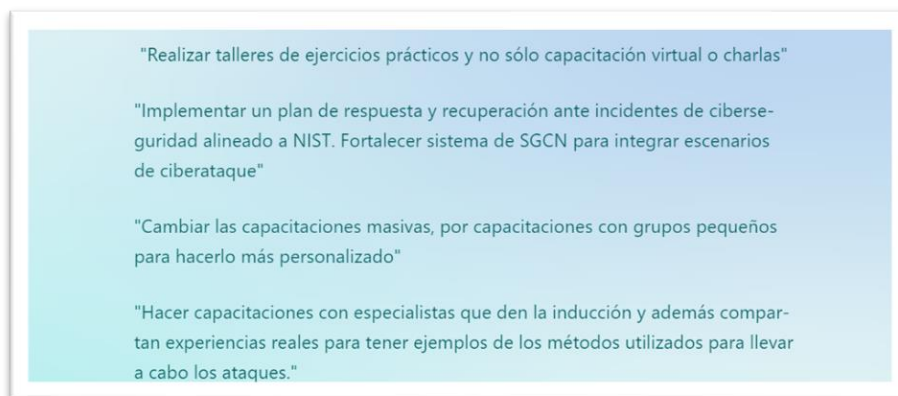 "Realizar talleres de ejercicios prácticos y no sólo capacitación virtual o charlas"
"Implementar un plan de respuesta y recuperación ante incidentes de ciberse-
guridad alineado a NIST. Fortalecer sistema de SGCN para integrar escenarios
de ciberataque"
"Cambiar las capacitaciones masivas, por capacitaciones con grupos pequeños
para hacerlo más personalizado"
"Hacer capacitaciones con especialistas que den la inducción y además compar-
tan experiencias reales para tener ejemplos de los métodos utilizados para llevar
a cabo los ataques."